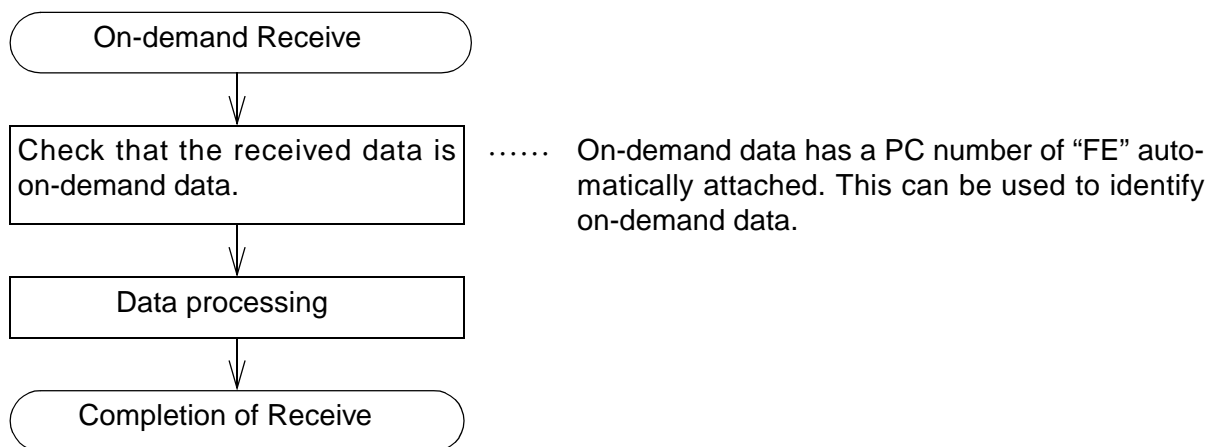 On-demand Receive
Check that the received data is
on-demand data.
...... On-demand data has a PC number of “FE” auto-
matically attached. This can be used to identify
on-demand data.
Data processing
Completion of Receive